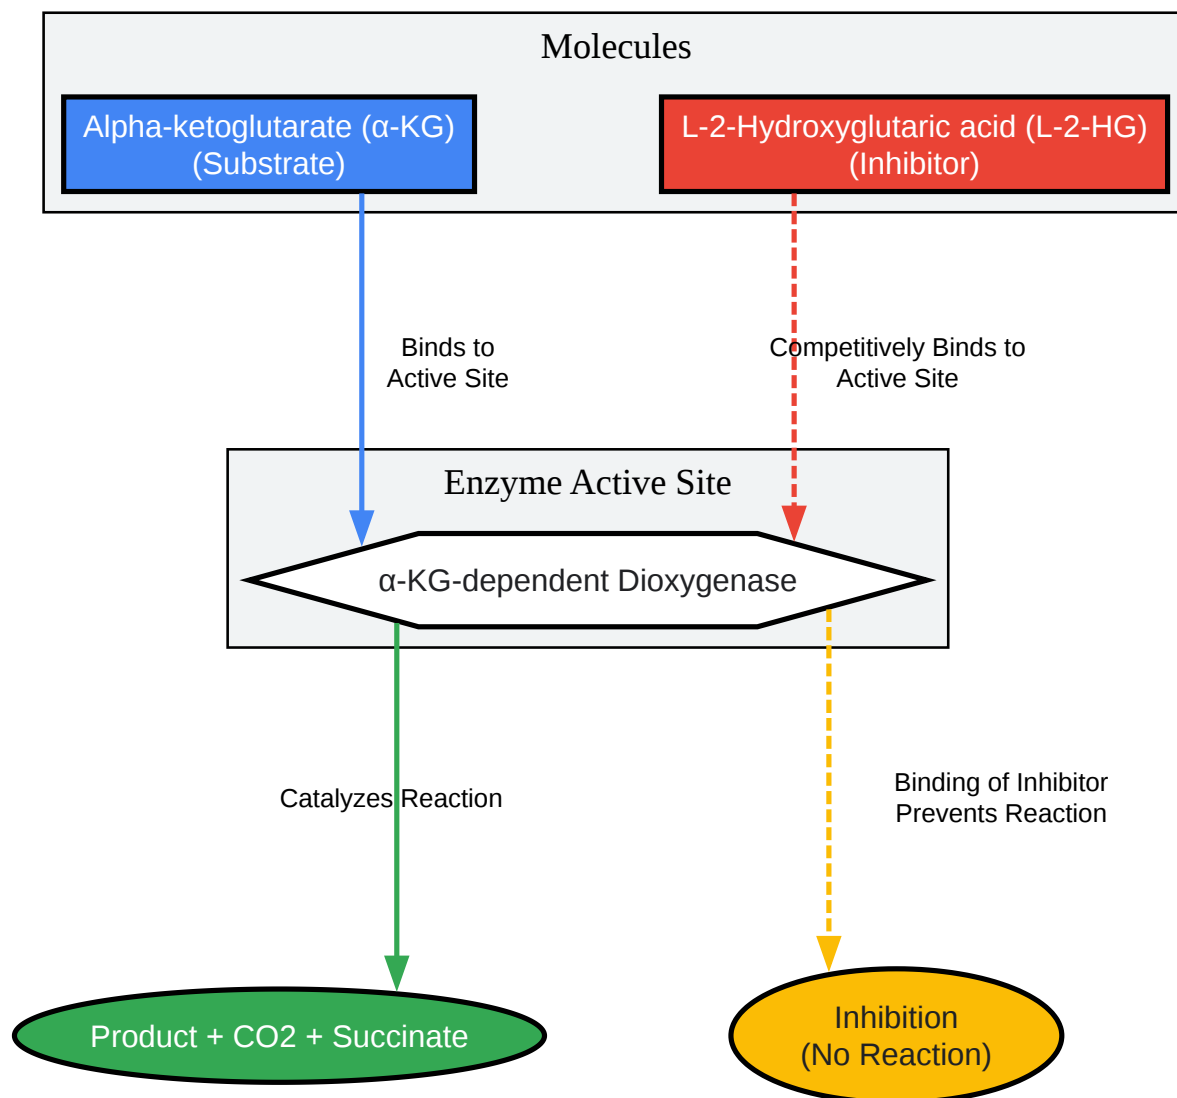 Molecules
Alpha-ketoglutarate (α-KG)
(Substrate)
L-2-Hydroxyglutaric acid (L-2-HG)
(Inhibitor)
Binds to
Active Site
Competitively Binds to
Active Site
Enzyme Active Site
α-KG-dependent Dioxygenase
Catalyzes Reaction
Binding of Inhibitor
Prevents Reaction
Product + CO2 + Succinate
Inhibition
(No Reaction)